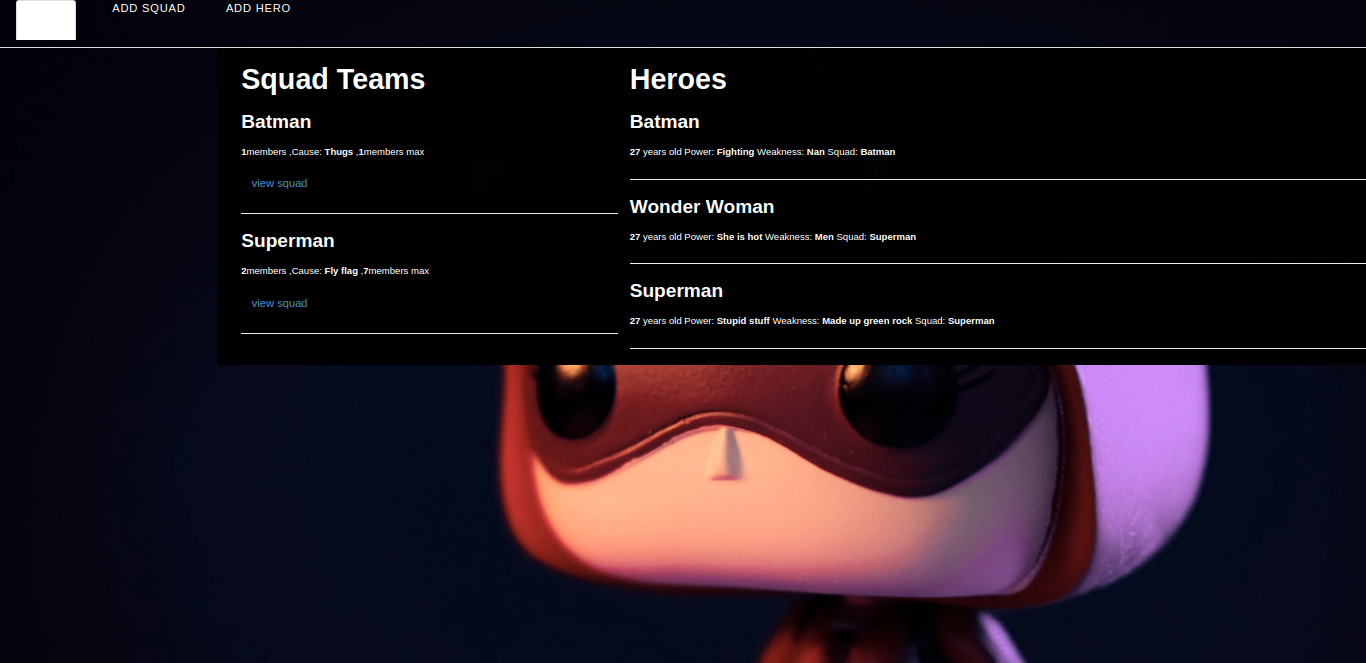 ADD SQUAD ADD HERO
Squad Teams
Batman
1members ,Cause: Thugs ,1members max
view squad
Superman
2members ,Cause: Fly flag ,7members max
view squad
Heroes
Batman
27 years old Power: Fighting Weakness: Nan Squad: Batman
Wonder Woman
27 years old Power: She is hot Weakness: Men Squad: Superman
Superman
27 years old Power: Stupid stuff Weakness: Made up green rock Squad: Superman